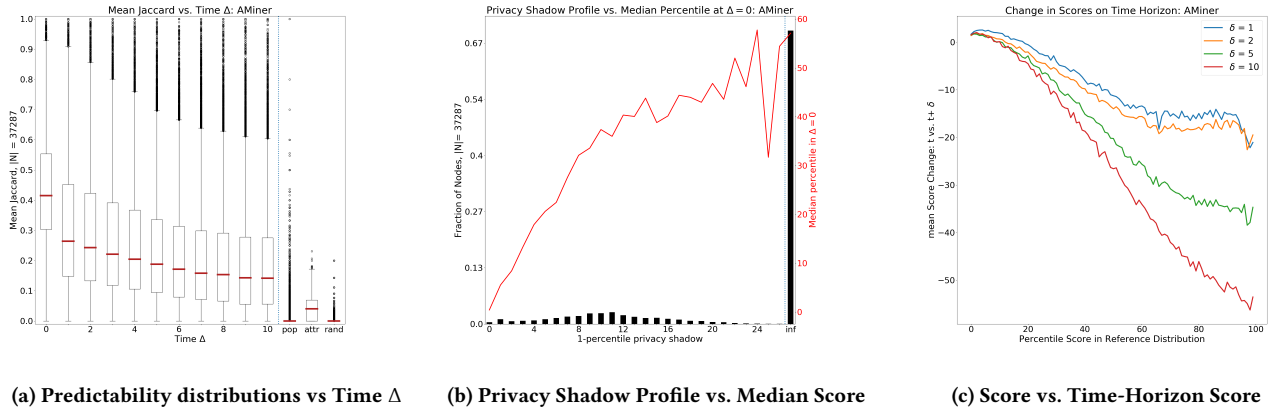 Mean Jaccard vs. Time Δ: AMiner
1.0
0.9
0.8
0.7
0.6
0.5
0.4
0.3
0.2
0.1
0.0
Mean Jaccard, |N| = 37287
0 2 4 6 8 10 pop attr rand
Time Δ
Privacy Shadow Profile vs. Median Percentile at Δ = 0: AMiner
0.67
0.54
0.4
0.27
0.13
0.0
Fraction of Nodes, |N|= 37287
60
50
40
30
20
10
0
Median percentile in Δ = 0
0 4 8 12 16 20 24 inf
1-percentile privacy shadow
Change in Scores on Time Horizon: AMiner
0
−10
−20
−30
−40
−50
mean Score Change: t vs. t+ δ
δ = 1
δ = 2
δ = 5
δ = 10
0 20 40 60 80 100
Percentile Score in Reference Distribution
(a) Predictability distributions vs Time Δ
(b) Privacy Shadow Profile vs. Median Score
(c) Score vs. Time-Horizon Score